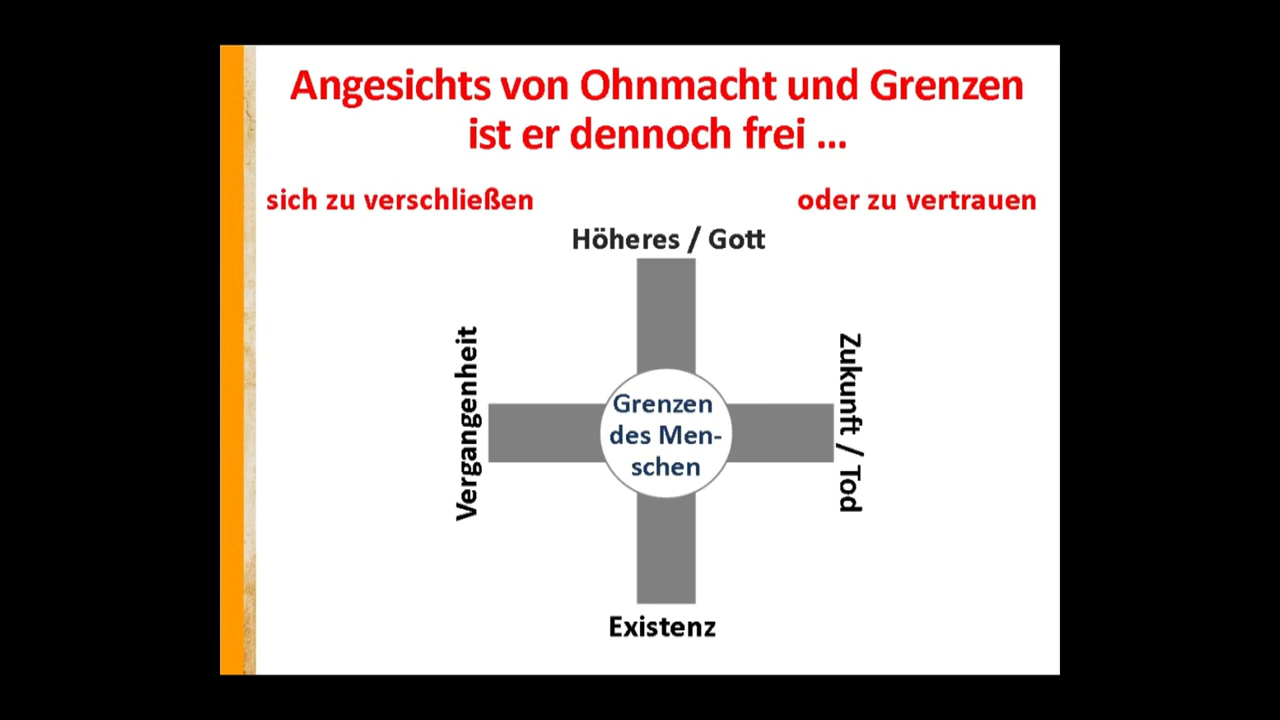 Angesichts von Ohnmacht und Grenzen
ist er dennoch frei ...
sich zu verschließen
oder zu vertrauen
Höheres / Gott
Vergangenheit
Grenzen
des Men-
schen
Zukunft / Tod
Existenz